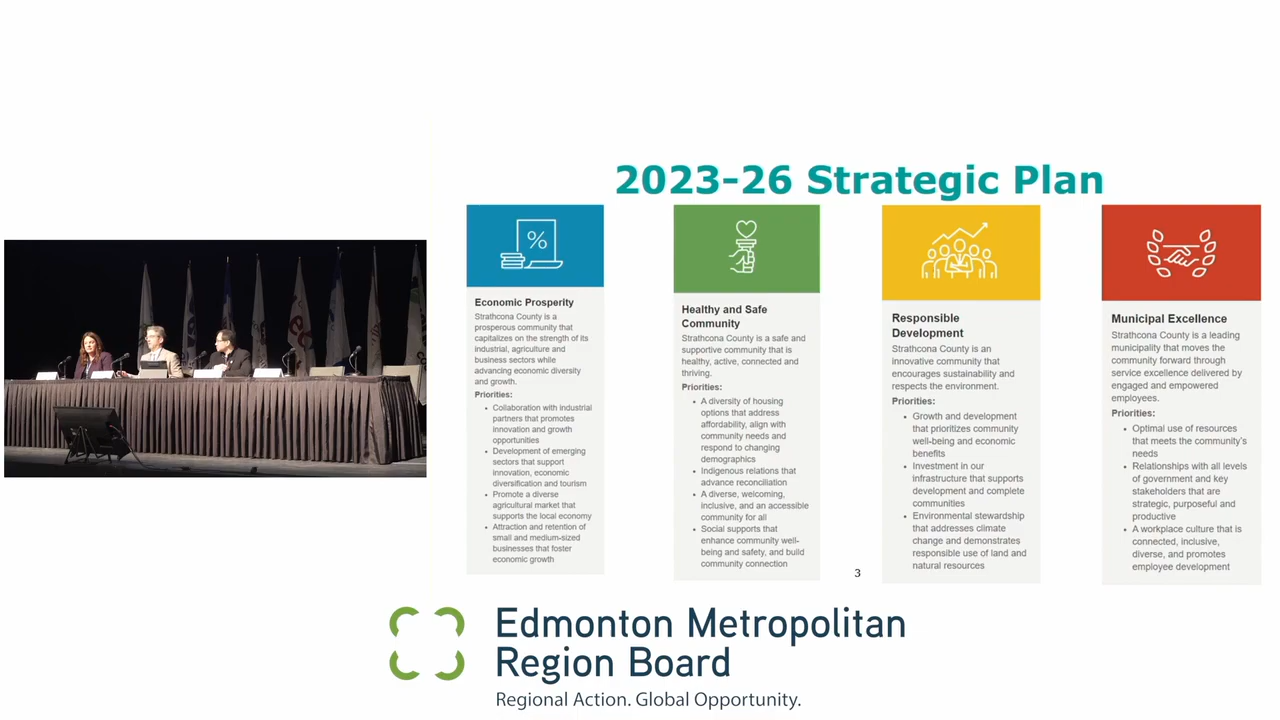 2023-26 Strategic Plan
%
Economic Prosperity
Strathcona County is a
prosperous community that
capitalizes on the strength of its
industrial, agriculture and
business sectors while
advancing economic diversity
and growth.
Priorities:
• Collaboration with industrial
partners that promotes
innovation and growth
opportunities
• Development of emerging
sectors that support
innovation, economic
diversification and tourism
• Promote a diverse
agricultural market that
supports the local economy
• Attraction and retention of
small and medium-sized
businesses that foster
economic growth
Healthy and Safe
Community
Strathcona County is a safe and
supportive community that is
healthy, active, connected and
thriving.
Priorities:
• A diversity of housing
options that address
affordability, align with
community needs and
respond to changing
demographics
• Indigenous relations that
advance reconciliation
• A diverse, welcoming,
inclusive, and an accessible
community for all
• Social supports that
enhance community well-
being and safety, and build
community connection
Responsible
Development
Strathcona County is an
innovative community that
encourages sustainability and
respects the environment.
Priorities:
• Growth and development
that prioritizes community
well-being and economic
benefits
• Investment in our
infrastructure that supports
development and complete
communities
• Environmental stewardship
that addresses climate
change and demonstrates
responsible use of land and
natural resources
Municipal Excellence
Strathcona County is a leading
municipality that moves the
community forward through
service excellence delivered by
engaged and empowered
employees.
Priorities:
• Optimal use of resources
that meets the community's
needs
• Relationships with all levels
of government and key
stakeholders that are
strategic, purposeful and
productive
• A workplace culture that is
connected, inclusive,
diverse, and promotes
employee development
3
Edmonton Metropolitan
Region Board
Regional Action. Global Opportunity.